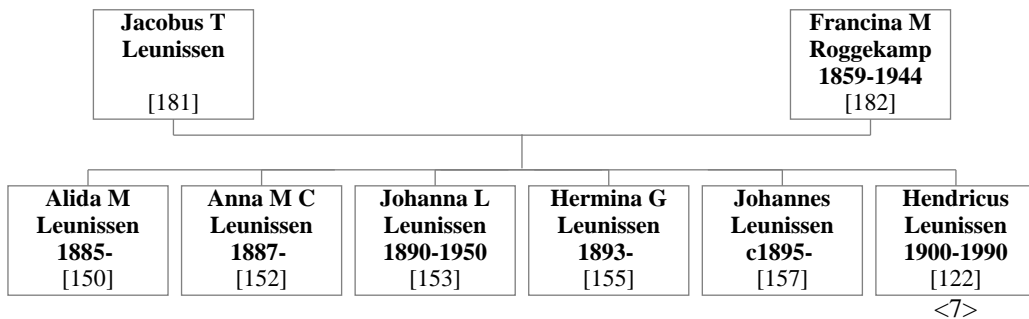 Jacobus T
Leunissen
[181]
Francina M
Roggekamp
1859-1944
[182]
Alida M
Leunissen
1885-
[150]
Anna M C
Leunissen
1887-
[152]
Johanna L
Leunissen
1890-1950
[153]
Hermina G
Leunissen
1893-
[155]
Johannes
Leunissen
c1895-
[157]
Hendricus
Leunissen
1900-1990
[122]
<7>